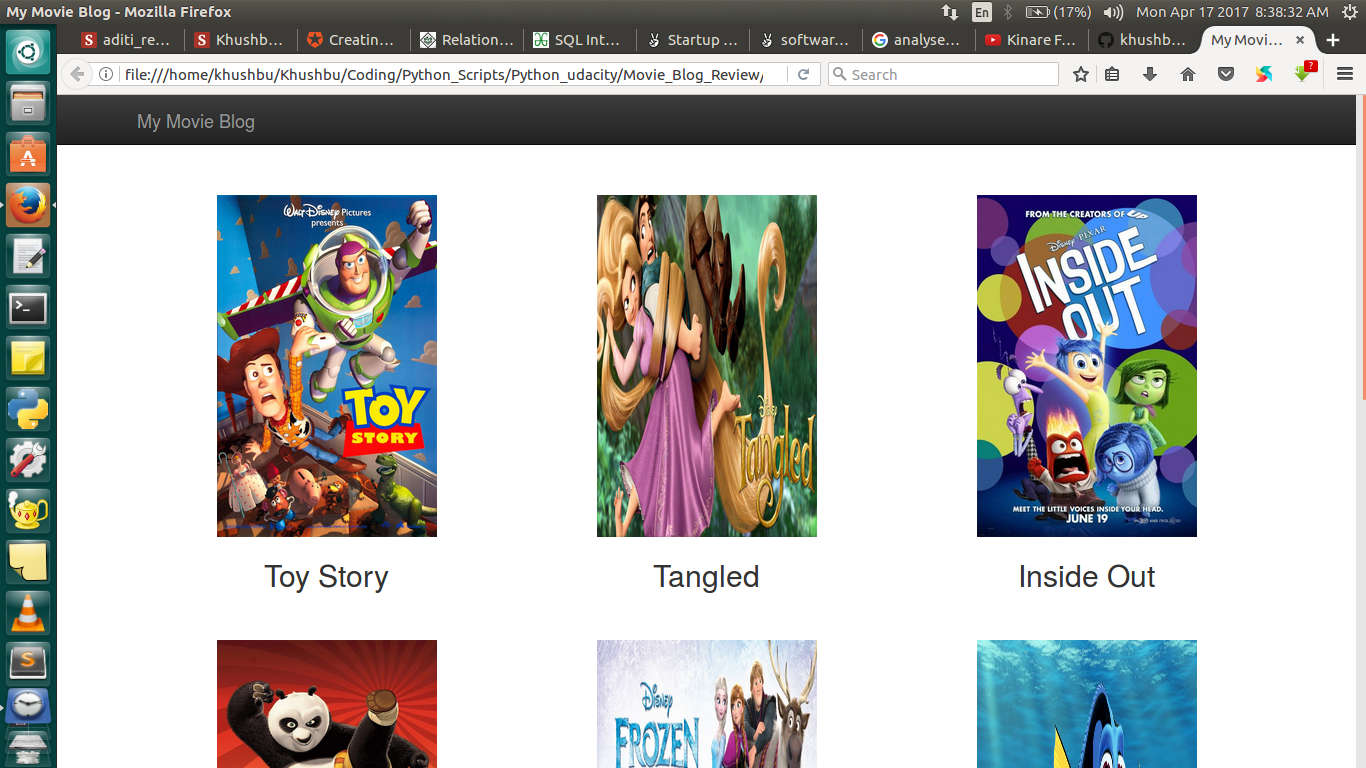 My Movie Blog - Mozilla Firefox
En
(17%)
Mon Apr 17 2017 8:38:32 AM
aditi_re...
Khushb...
Creatin...
Relation...
SQL Int...
Startup ...
softwar...
analyse...
Kinare F...
khushb...
My Movi...
file:///home/khushbu/Khushbu/Coding/Python_Scripts/Python_udacity/Movie_Blog_Review/
Search
?
My Movie Blog
WALT DISNEY Pictures
presents
TOY
STORY
Disney
Tangled
FROM THE CREATORS OF UP
DISNEY PIXAR
INSIDE
OUT
MEET THE LITTLE VOICES INSIDE YOUR HEAD.
JUNE 19
Toy Story
Tangled
Inside Out
Disney
FROZEN